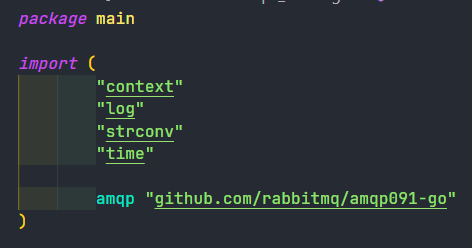 package main
import (
"context"
"log"
"strconv"
"time"
amqp "github.com/rabbitmq/amqp091-go"
)